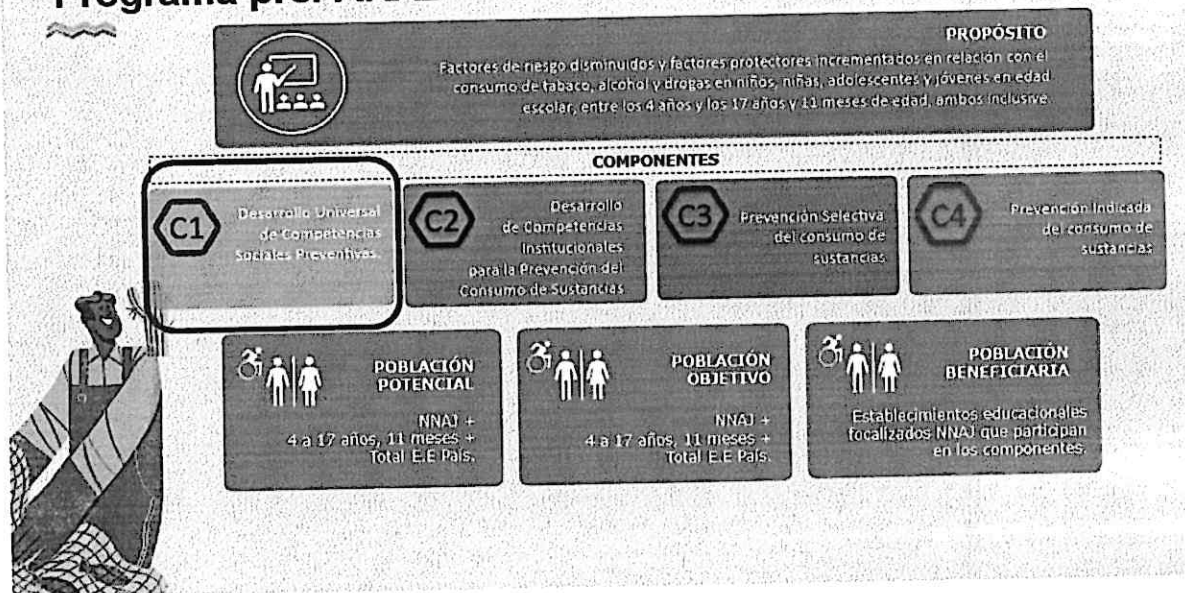 PROPÓSITO
Factores de riesgo disminuidos y factores protectores incrementados en relación con el
consumo de tabaco, alcohol y drogas en niños, niñas, adolescentes y jóvenes en edad
escolar, entre los 4 años y los 17 años y 11 meses de edad, ambos inclusive.
COMPONENTES
C1
Desarrollo Universal
de Competencias
Sociales Preventivas.
C2
Desarrollo
de Competencias
Institucionales
para la Prevención del
Consumo de Sustancias
C3
Prevención Selectiva
del consumo de
sustancias
C4
Prevención Indicada
del consumo de
sustancias
POBLACIÓN
POTENCIAL
NNAJ +
4 a 17 años, 11 meses +
Total E.E País.
POBLACIÓN
OBJETIVO
NNAJ +
4 a 17 años, 11 meses +
Total E.E País.
POBLACIÓN
BENEFICIARIA
Establecimientos educacionales
focalizados NNAJ que participan
en los componentes.